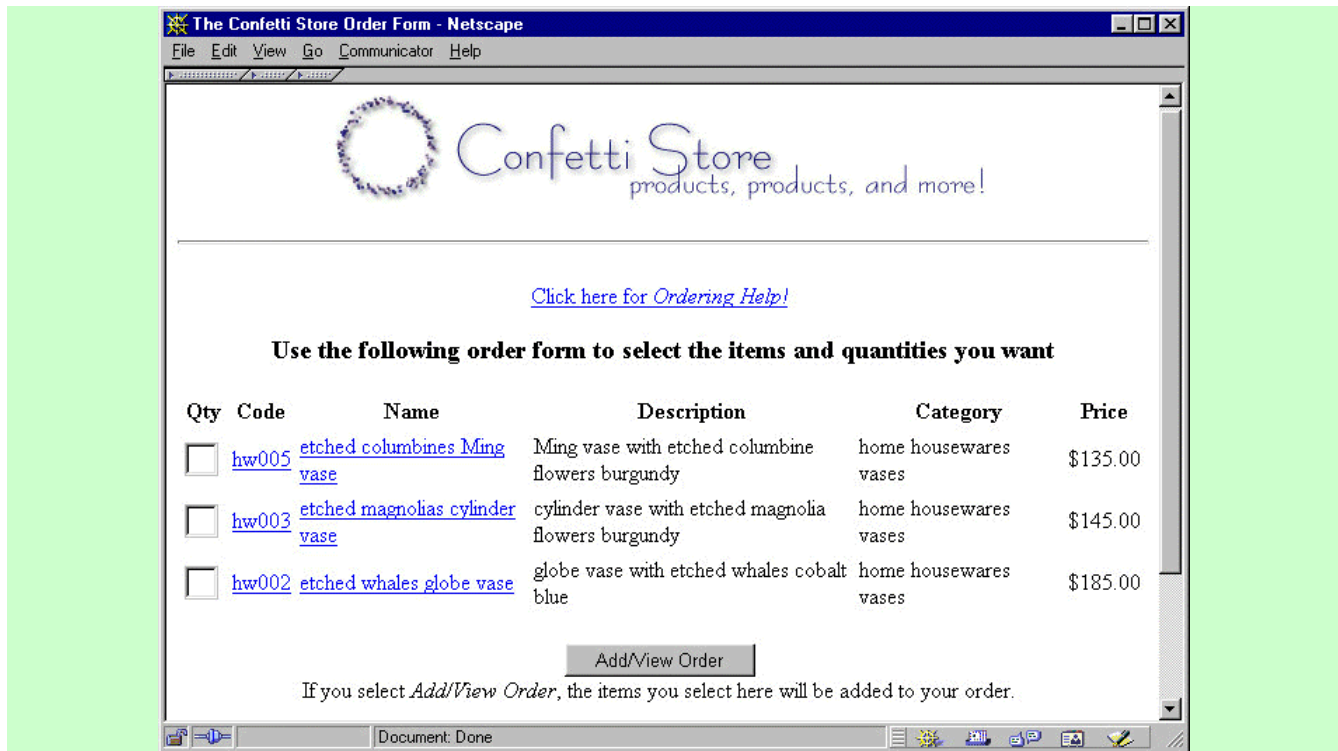 The Confetti Store Order Form - Netscape
File Edit View Go Communicator Help
Confetti Store
products, products, and more!
Click here for Ordering Help!
Use the following order form to select the items and quantities you want
Qty Code Name Description Category Price
hw005 etched columbines Ming vase Ming vase with etched columbine flowers burgundy home housewares vases $135.00
hw003 etched magnolias cylinder vase cylinder vase with etched magnolia flowers burgundy home housewares vases $145.00
hw002 etched whales globe vase globe vase with etched whales cobalt blue home housewares vases $185.00
Add/View Order
If you select Add/View Order, the items you select here will be added to your order.
Document: Done